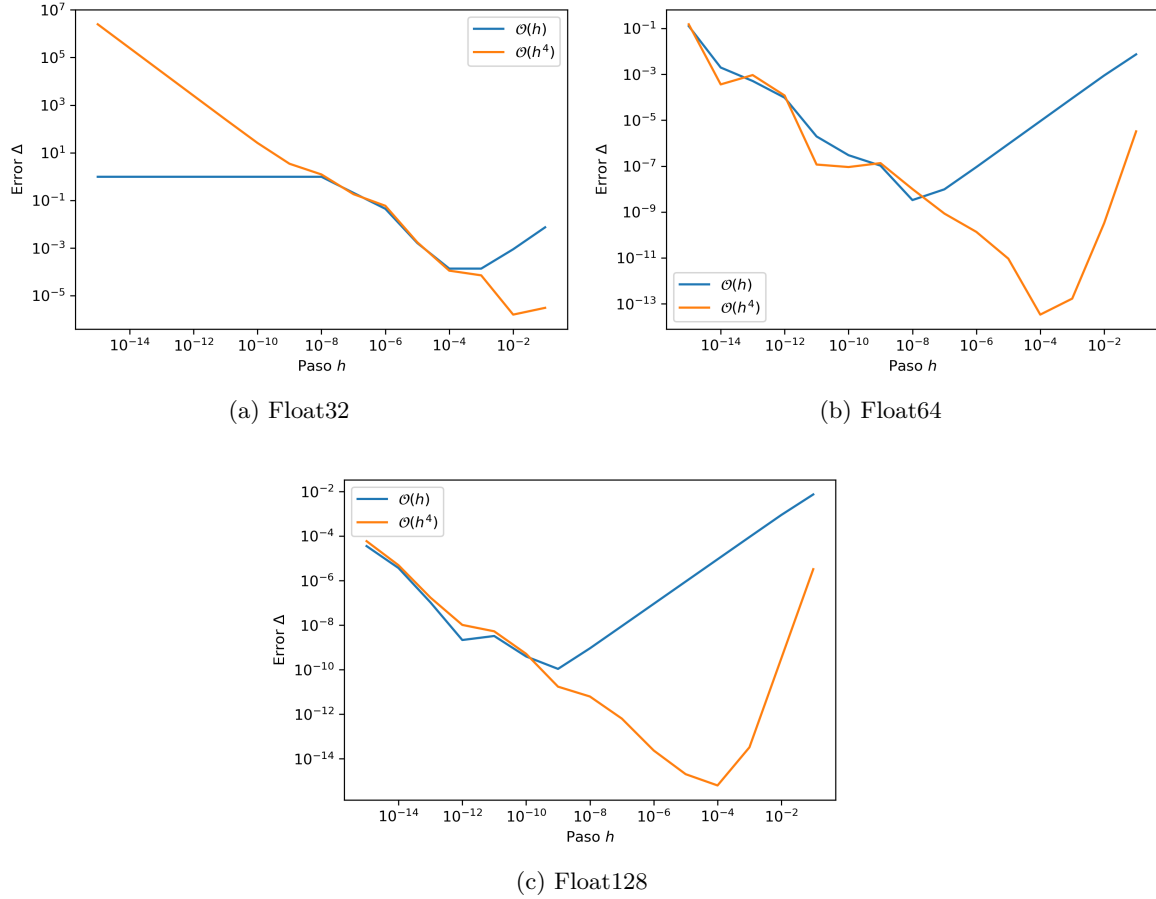 10^7
10^5
10^3
10^1
10^-1
10^-3
10^-5
Error Δ
O(h)
O(h^4)
10^-14 10^-12 10^-10 10^-8 10^-6 10^-4 10^-2
Paso h
(a) Float32
10^-1
10^-3
10^-5
10^-7
10^-9
10^-11
10^-13
Error Δ
O(h)
O(h^4)
10^-14 10^-12 10^-10 10^-8 10^-6 10^-4 10^-2
Paso h
(b) Float64
10^-2
10^-4
10^-6
10^-8
10^-10
10^-12
10^-14
Error Δ
O(h)
O(h^4)
10^-14 10^-12 10^-10 10^-8 10^-6 10^-4 10^-2
Paso h
(c) Float128